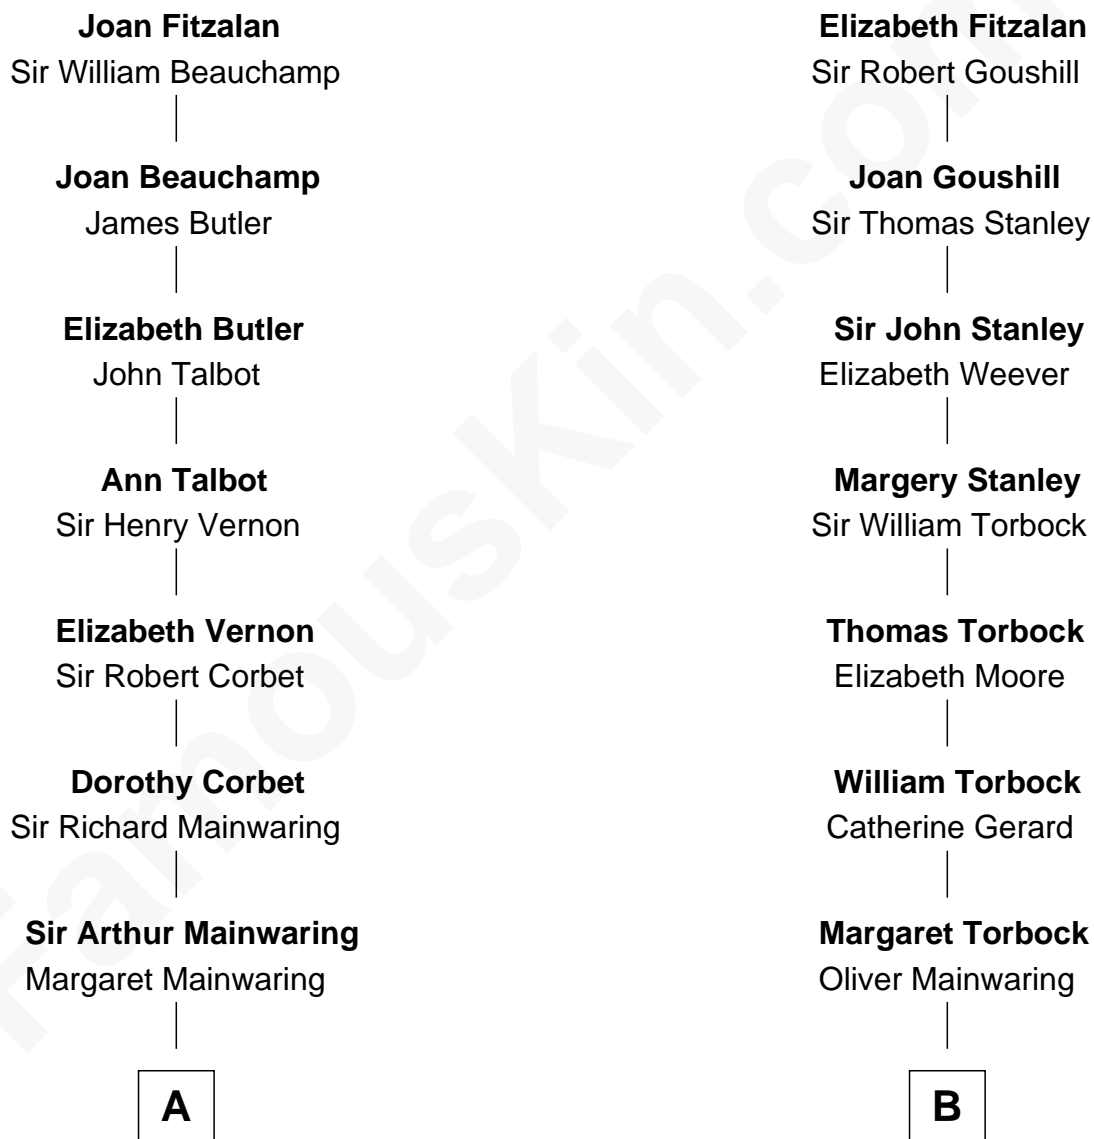 Joan Fitzalan
Sir William Beauchamp
Joan Beauchamp
James Butler
Elizabeth Butler
John Talbot
Ann Talbot
Sir Henry Vernon
Elizabeth Vernon
Sir Robert Corbet
Dorothy Corbet
Sir Richard Mainwaring
Sir Arthur Mainwaring
Margaret Mainwaring
A
Elizabeth Fitzalan
Sir Robert Goushill
Joan Goushill
Sir Thomas Stanley
Sir John Stanley
Elizabeth Weever
Margery Stanley
Sir William Torbock
Thomas Torbock
Elizabeth Moore
William Torbock
Catherine Gerard
Margaret Torbock
Oliver Mainwaring
B
FamousKin.com